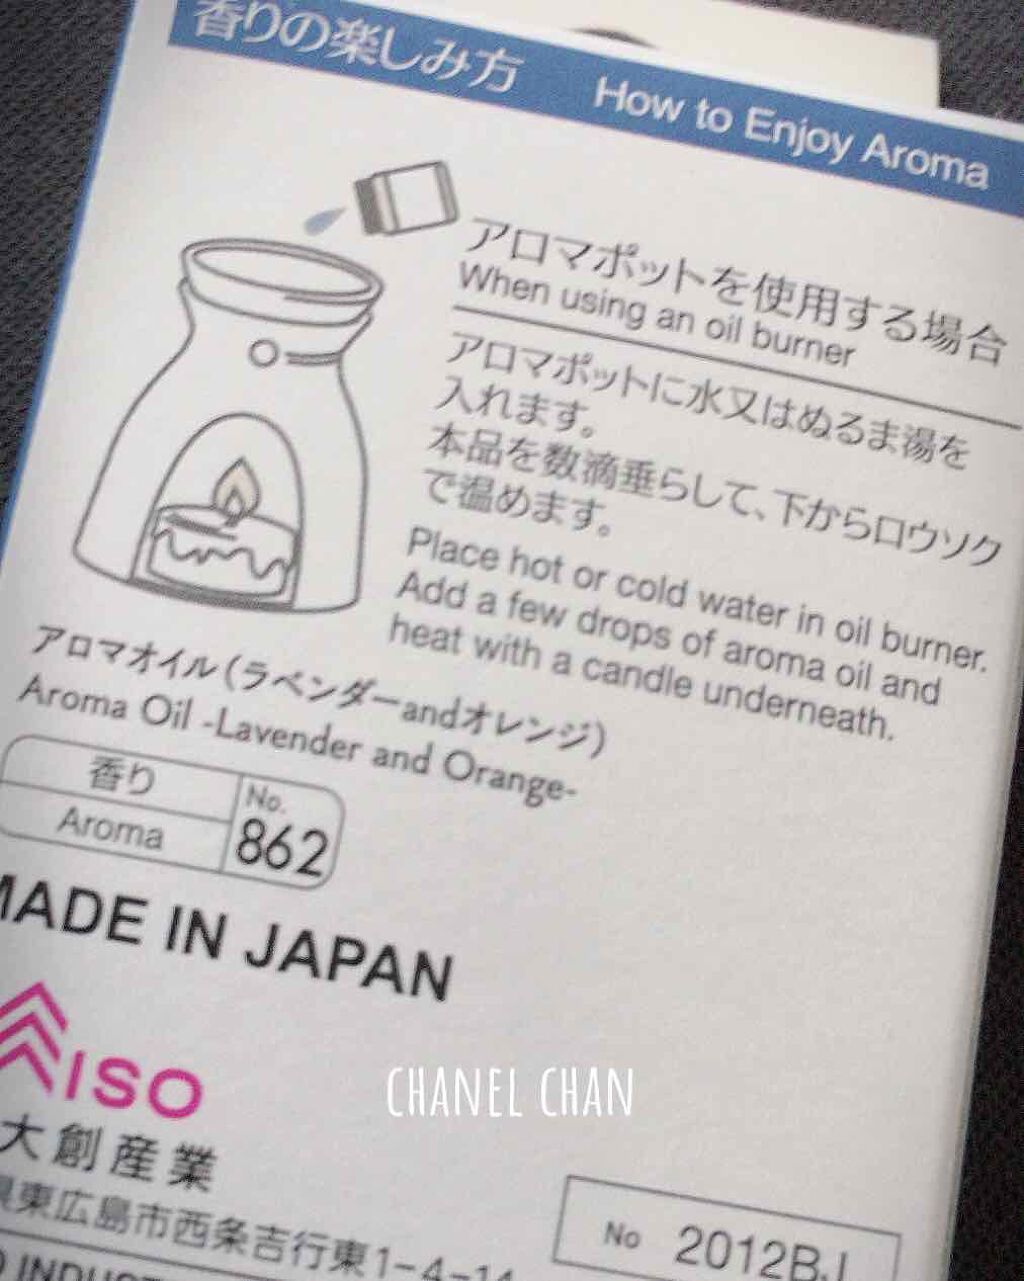 香りの楽しみ方 How to Enjoy Aroma
アロマポットを使用する場合
When using an oil burner
アロマポットに水又はぬるま湯を
入れます。
本品を数滴垂らして、下からロウソク
で温めます。
Place hot or cold water in oil burner.
Add a few drops of aroma oil and
heat with a candle underneath.
アロマオイル(ラベンダーandオレンジ)
Aroma Oil -Lavender and Orange-
香り No.
Aroma 862
MADE IN JAPAN
ISO
CHANEL CHAN
大創産業
東広島市西条吉行東1-4-14
No 2012BJ